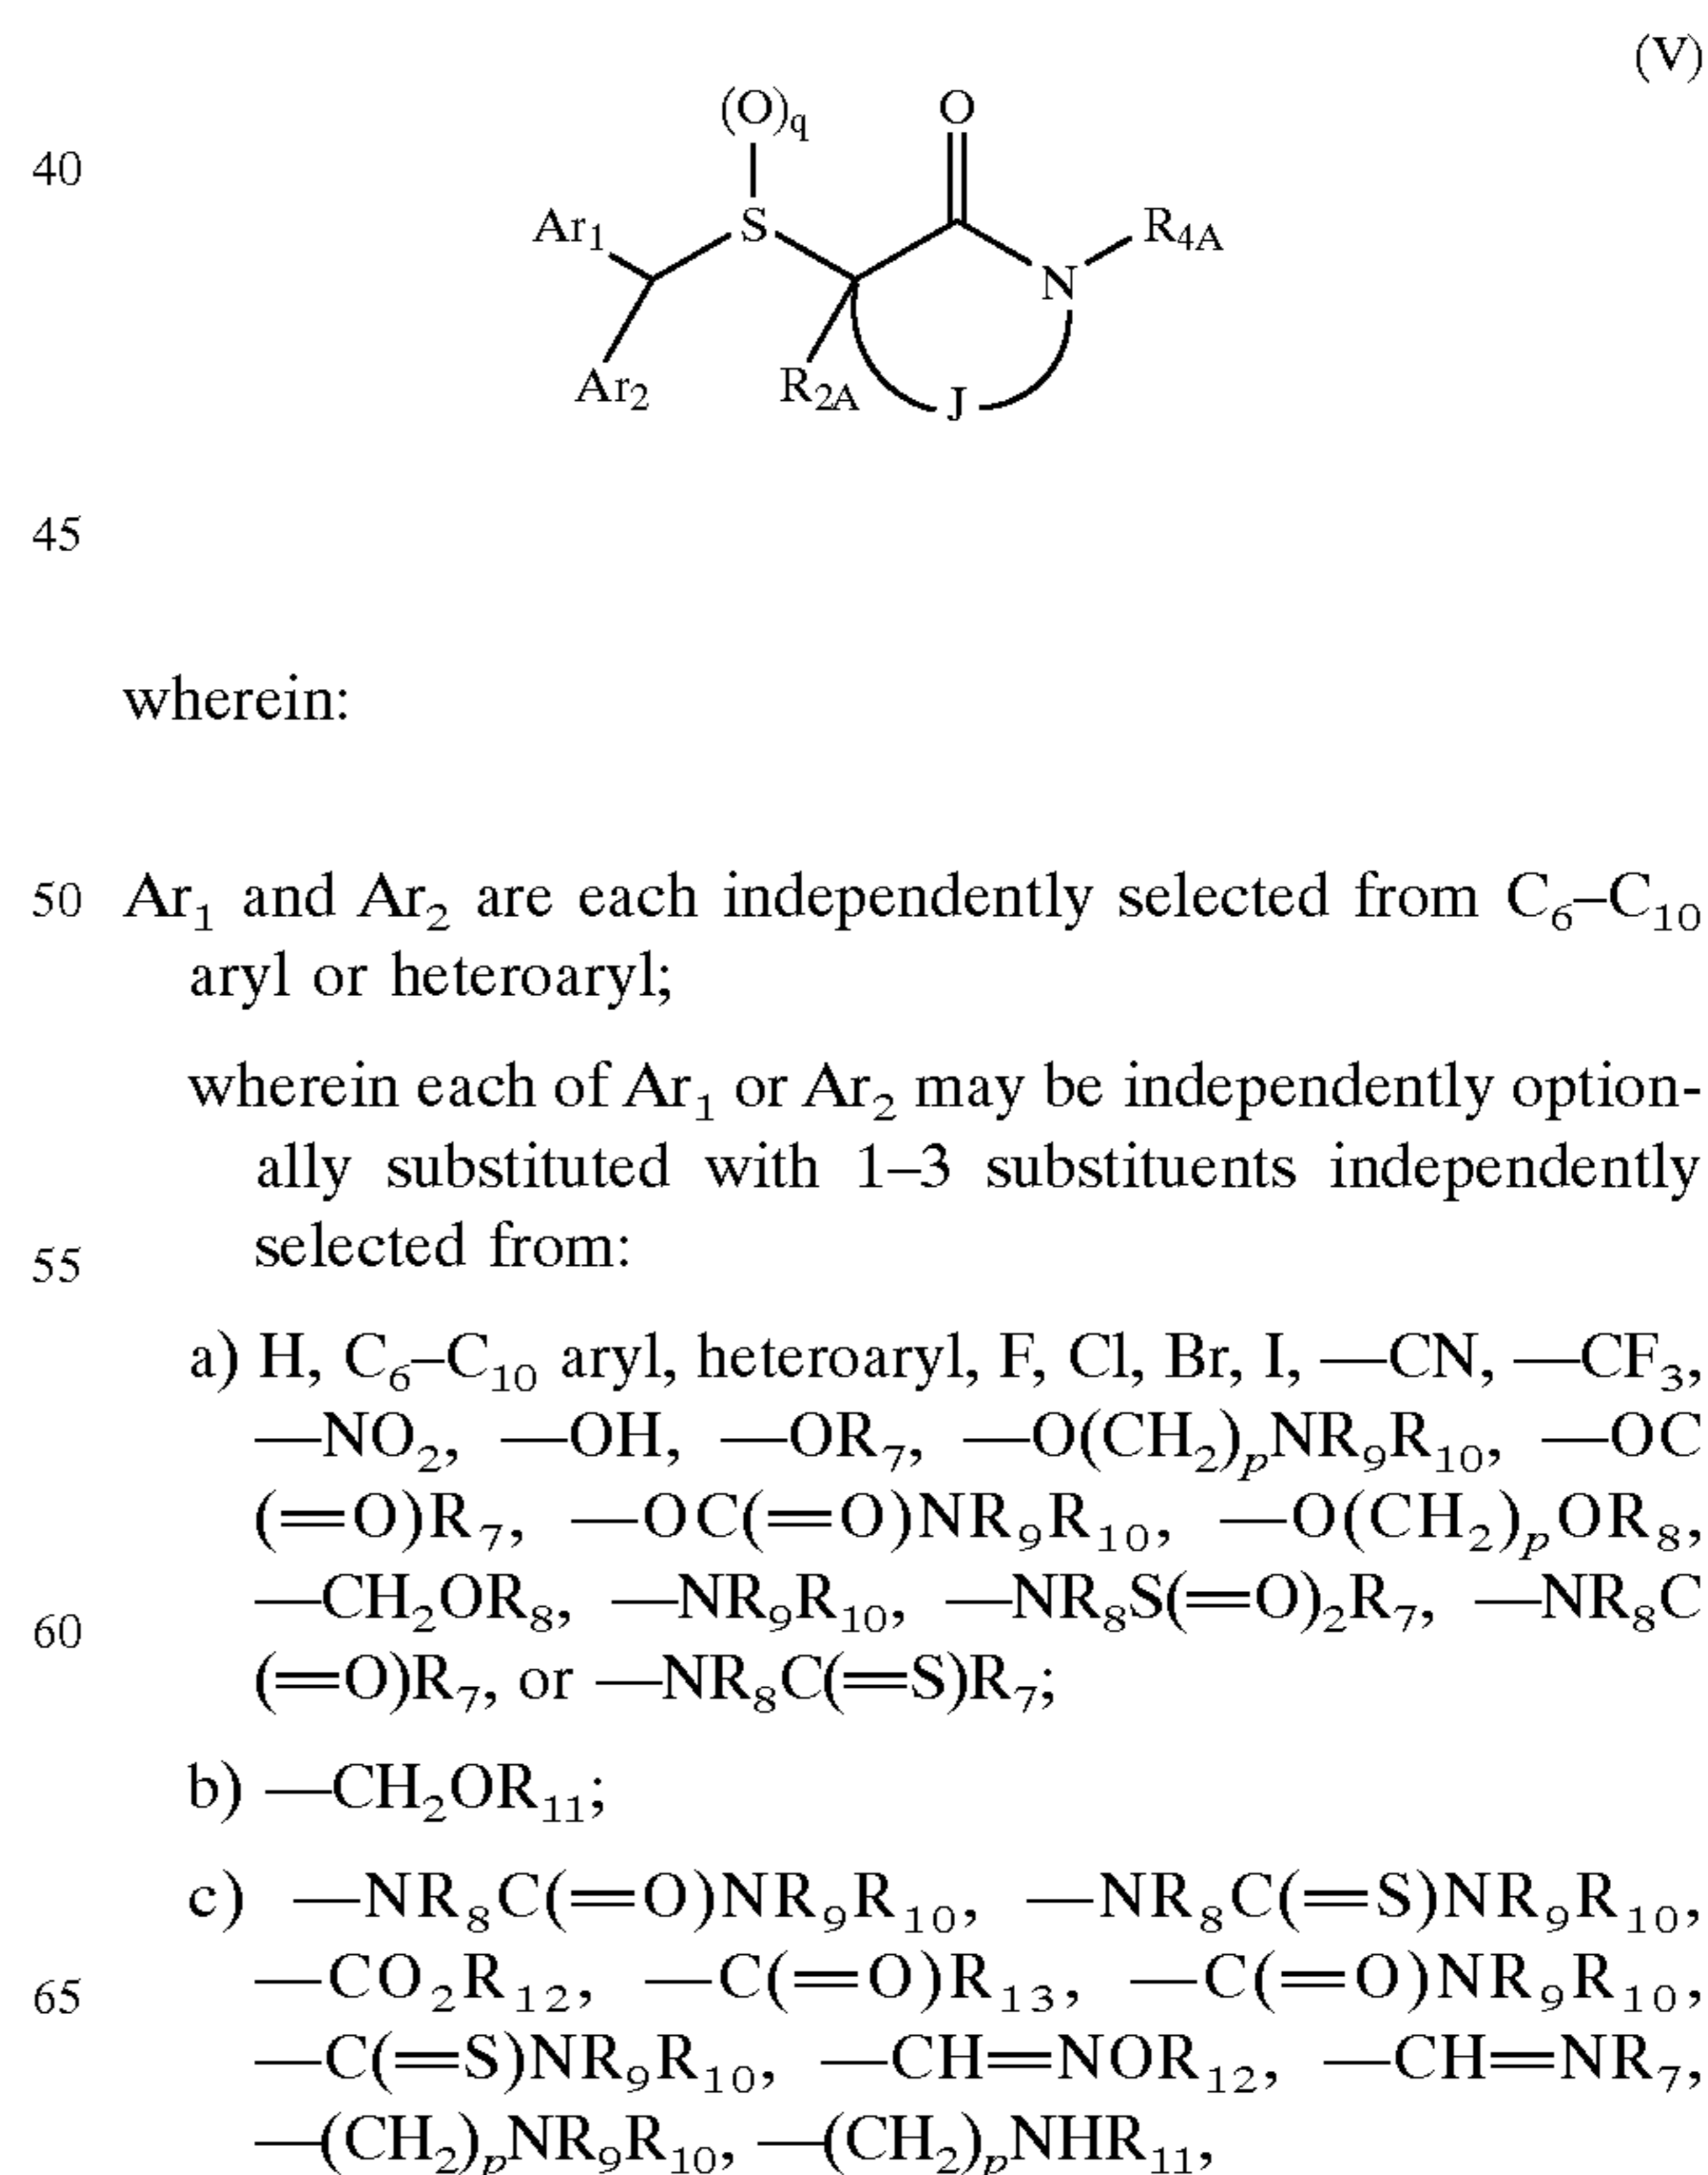 (V)
(O)q O
40
Ar₁ S R₄A
N
Ar₂ R₂A J
45
wherein:
50 Ar₁ and Ar₂ are each independently selected from C₆–C₁₀
aryl or heteroaryl;
wherein each of Ar₁ or Ar₂ may be independently option-
ally substituted with 1–3 substituents independently
55 selected from:
a) H, C₆–C₁₀ aryl, heteroaryl, F, Cl, Br, I, —CN, —CF₃,
—NO₂, —OH, —OR₇, —O(CH₂)ₚNR₉R₁₀, —OC
(═O)R₇, —OC(═O)NR₉R₁₀, —O(CH₂)ₚOR₈,
60 —CH₂OR₈, —NR₉R₁₀, —NR₈S(═O)₂R₇, —NR₈C
(═O)R₇, or —NR₈C(═S)R₇;
b) —CH₂OR₁₁;
c) —NR₈C(═O)NR₉R₁₀, —NR₈C(═S)NR₉R₁₀,
65 —CO₂R₁₂, —C(═O)R₁₃, —C(═O)NR₉R₁₀,
—C(═S)NR₉R₁₀, —CH═NOR₁₂, —CH═NR₇,
—(CH₂)ₚNR₉R₁₀, —(CH₂)ₚNHR₁₁,